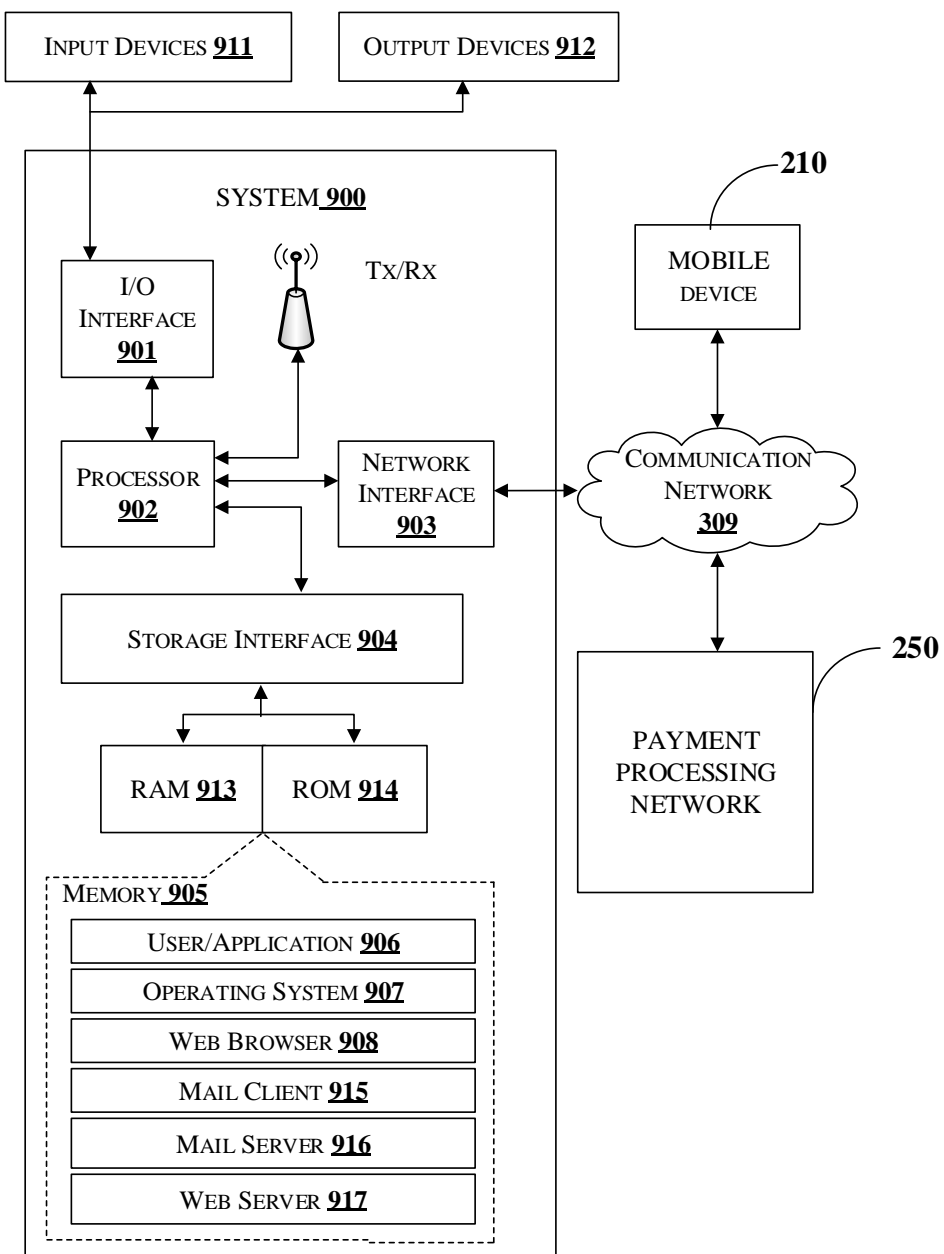 INPUT DEVICES 911
OUTPUT DEVICES 912
SYSTEM 900
TX/RX
I/O
INTERFACE
901
PROCESSOR
902
NETWORK
INTERFACE
903
STORAGE INTERFACE 904
RAM 913
ROM 914
MEMORY 905
USER/APPLICATION 906
OPERATING SYSTEM 907
WEB BROWSER 908
MAIL CLIENT 915
MAIL SERVER 916
WEB SERVER 917
210
MOBILE
DEVICE
COMMUNICATION
NETWORK
309
250
PAYMENT
PROCESSING
NETWORK